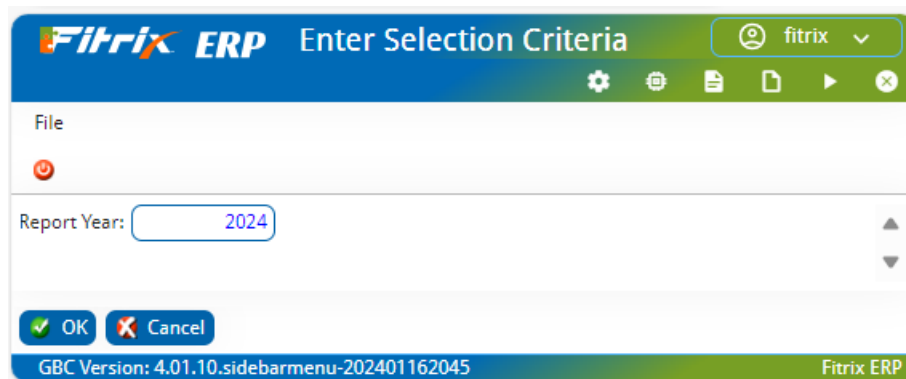 Fitrix ERP Enter Selection Criteria fitrix
File
Report Year: 2024
OK Cancel
GBC Version: 4.01.10.sidebarmenu-202401162045 Fitrix ERP